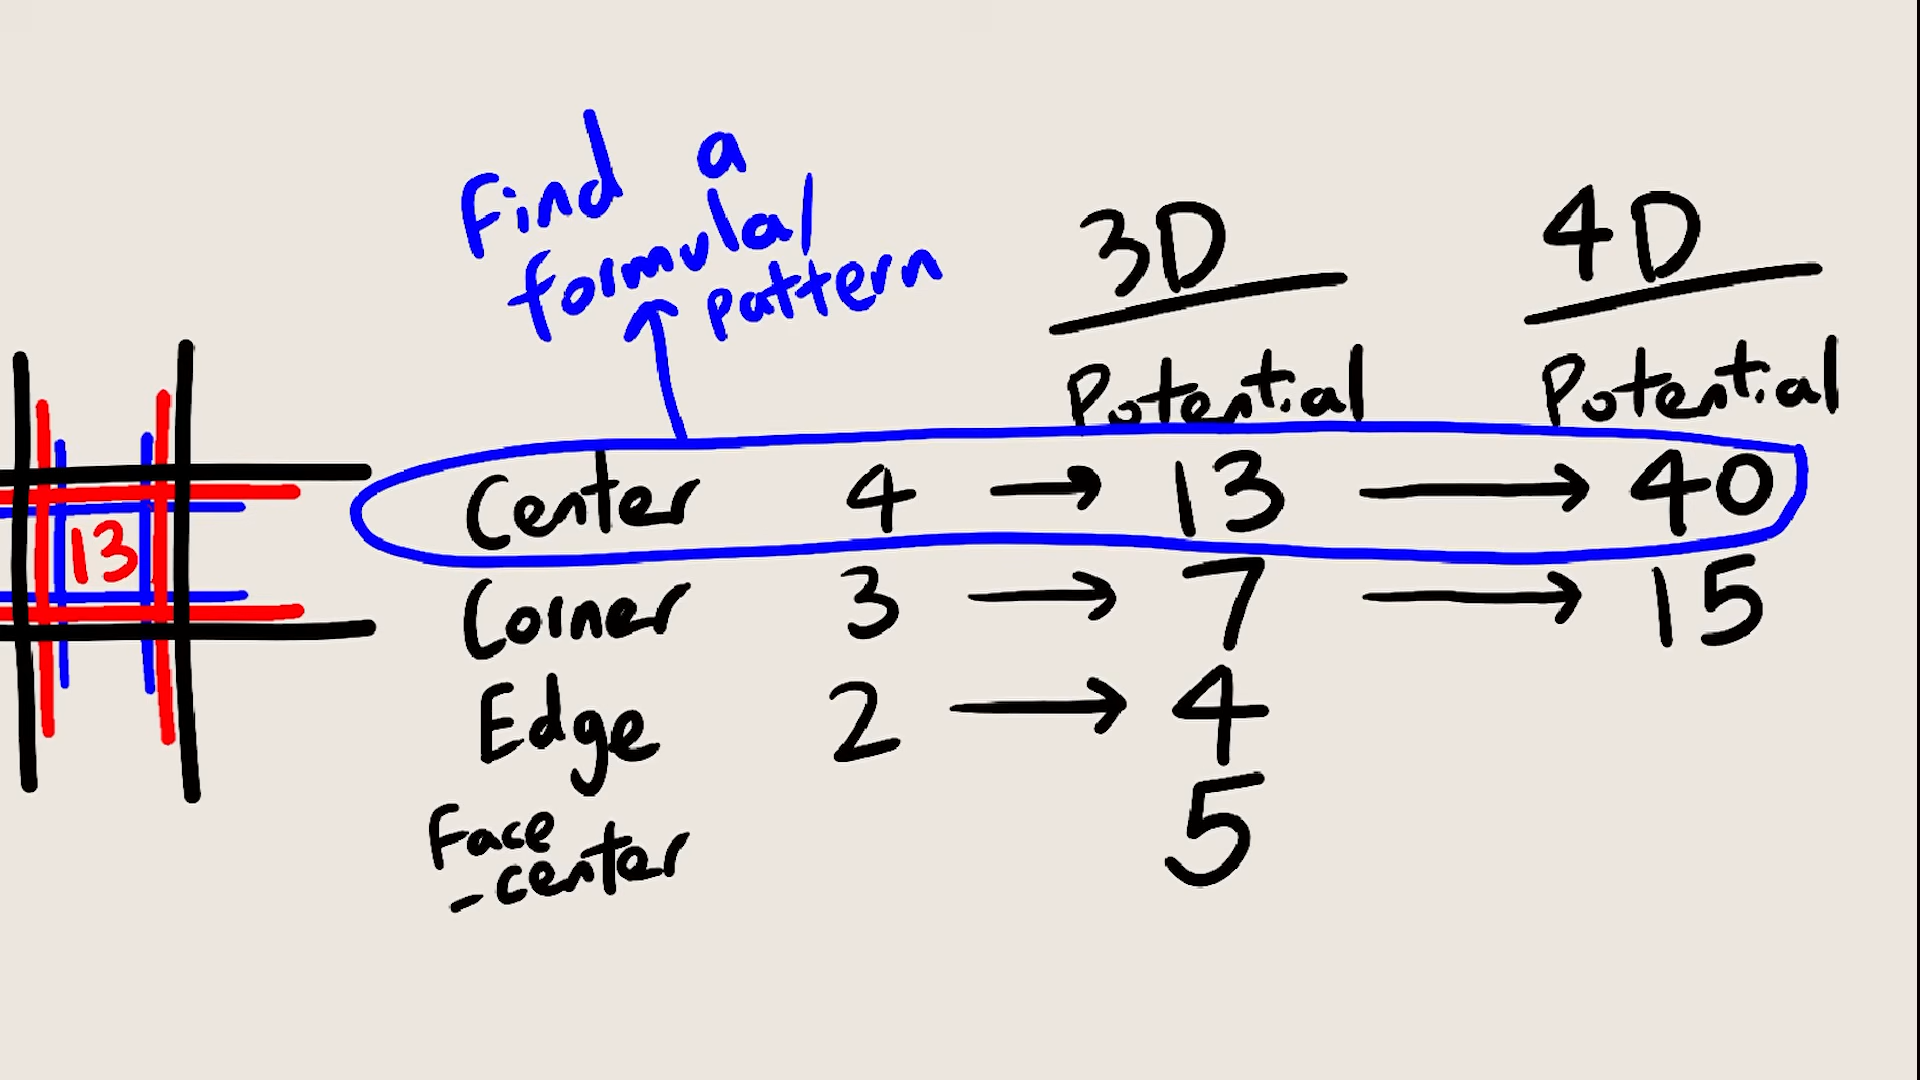 Find a
formula/
pattern
3D 4D
Potential Potential
13
Center 4 → 13 → 40
Corner 3 → 7 → 15
Edge 2 → 4
Face
-center 5